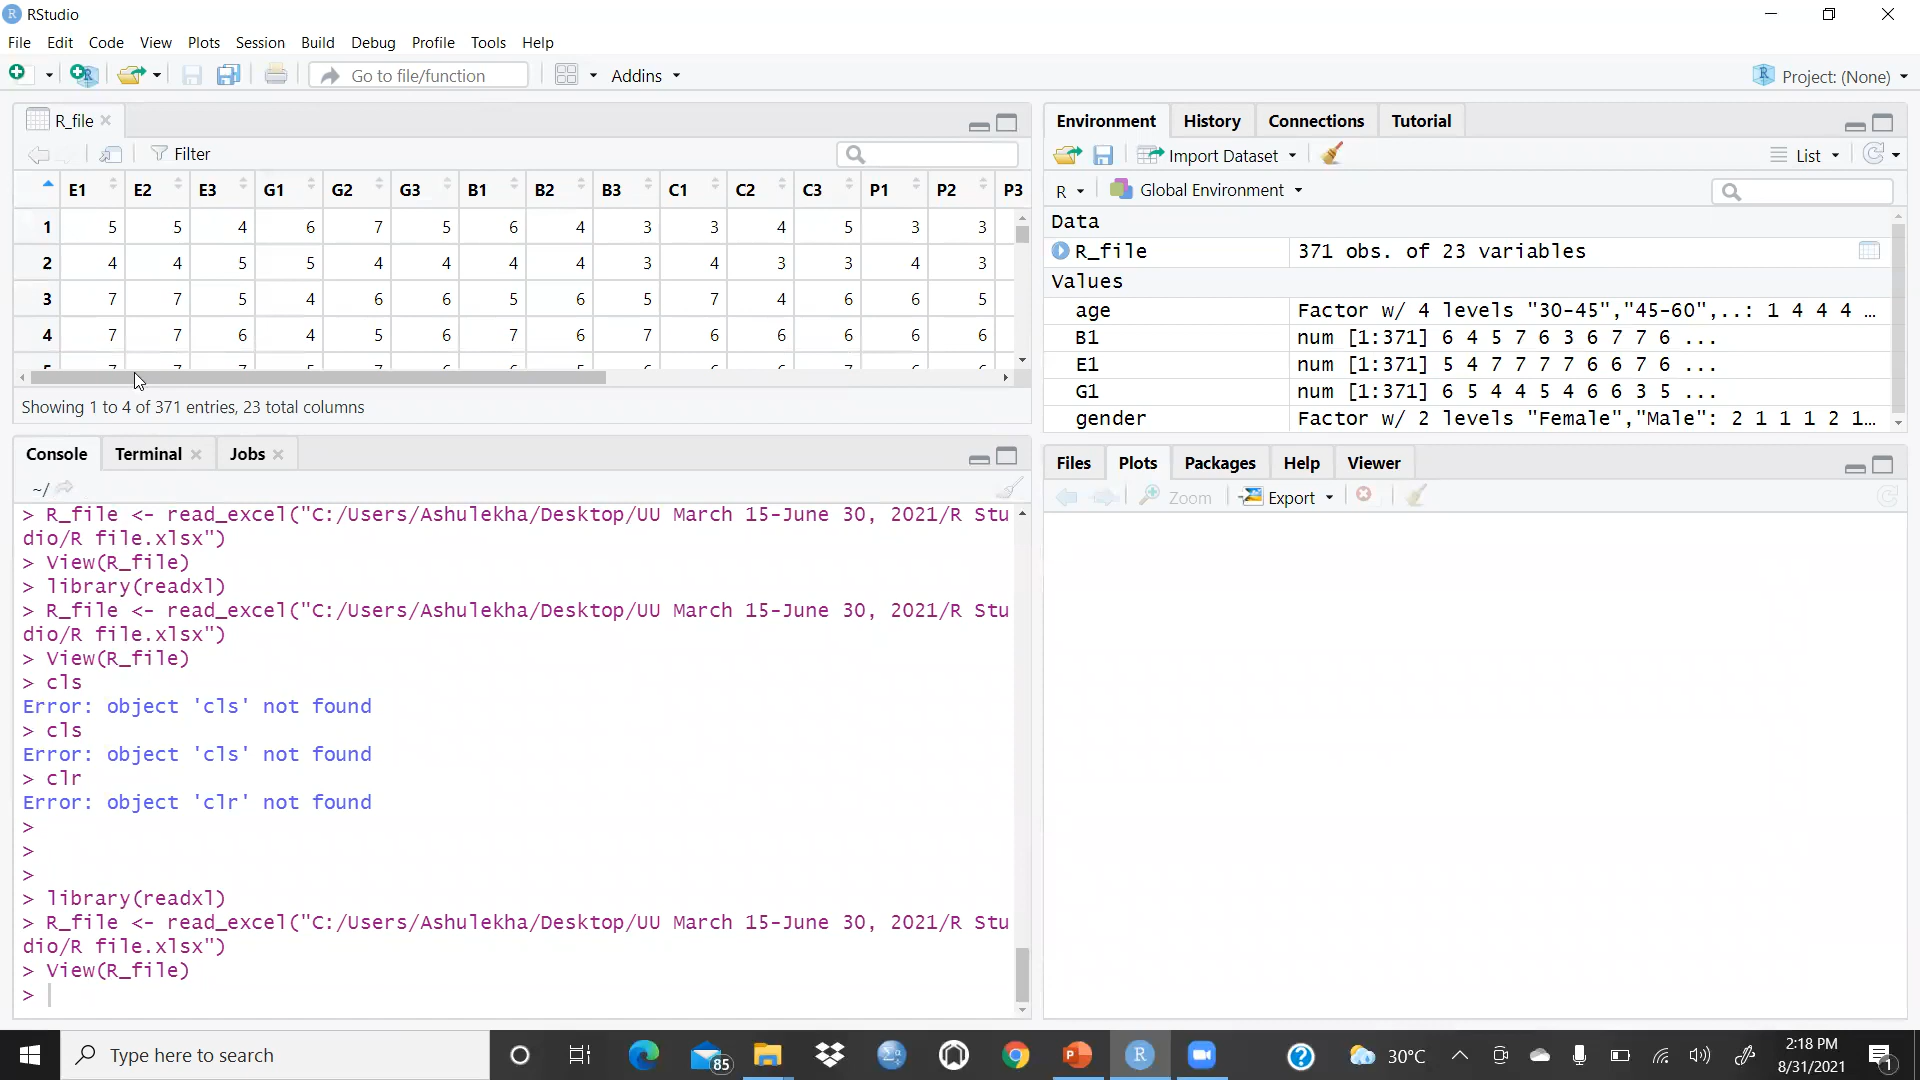 RStudio
File Edit Code View Plots Session Build Debug Profile Tools Help
Go to file/function Addins Project: (None)
R_file
Filter
E1 E2 E3 G1 G2 G3 B1 B2 B3 C1 C2 C3 P1 P2 P3
1 5 5 4 6 7 5 6 4 3 3 4 5 3 3
2 4 4 5 5 4 4 4 4 3 4 3 3 4 3
3 7 7 5 4 6 6 5 6 5 7 4 6 6 5
4 7 7 6 4 5 6 7 6 7 6 6 6 6 6
Showing 1 to 4 of 371 entries, 23 total columns
Console Terminal Jobs
~/
> R_file <- read_excel("C:/Users/Ashulekha/Desktop/UU March 15-June 30, 2021/R Stu
dio/R file.xlsx")
> View(R_file)
> library(readxl)
> R_file <- read_excel("C:/Users/Ashulekha/Desktop/UU March 15-June 30, 2021/R Stu
dio/R file.xlsx")
> View(R_file)
> cls
Error: object 'cls' not found
> cls
Error: object 'cls' not found
> clr
Error: object 'clr' not found
>
>
>
> library(readxl)
> R_file <- read_excel("C:/Users/Ashulekha/Desktop/UU March 15-June 30, 2021/R Stu
dio/R file.xlsx")
> View(R_file)
>
Environment History Connections Tutorial
Import Dataset List
R Global Environment
Data
R_file 371 obs. of 23 variables
Values
age Factor w/ 4 levels "30-45","45-60",..: 1 4 4 4 …
B1 num [1:371] 6 4 5 7 6 3 6 7 7 6 ...
E1 num [1:371] 5 4 7 7 7 7 6 6 7 6 ...
G1 num [1:371] 6 5 4 4 5 4 6 6 3 5 ...
gender Factor w/ 2 levels "Female","Male": 2 1 1 1 2 1…
Files Plots Packages Help Viewer
Zoom Export
Type here to search
85
30°C
2:18 PM
8/31/2021
1